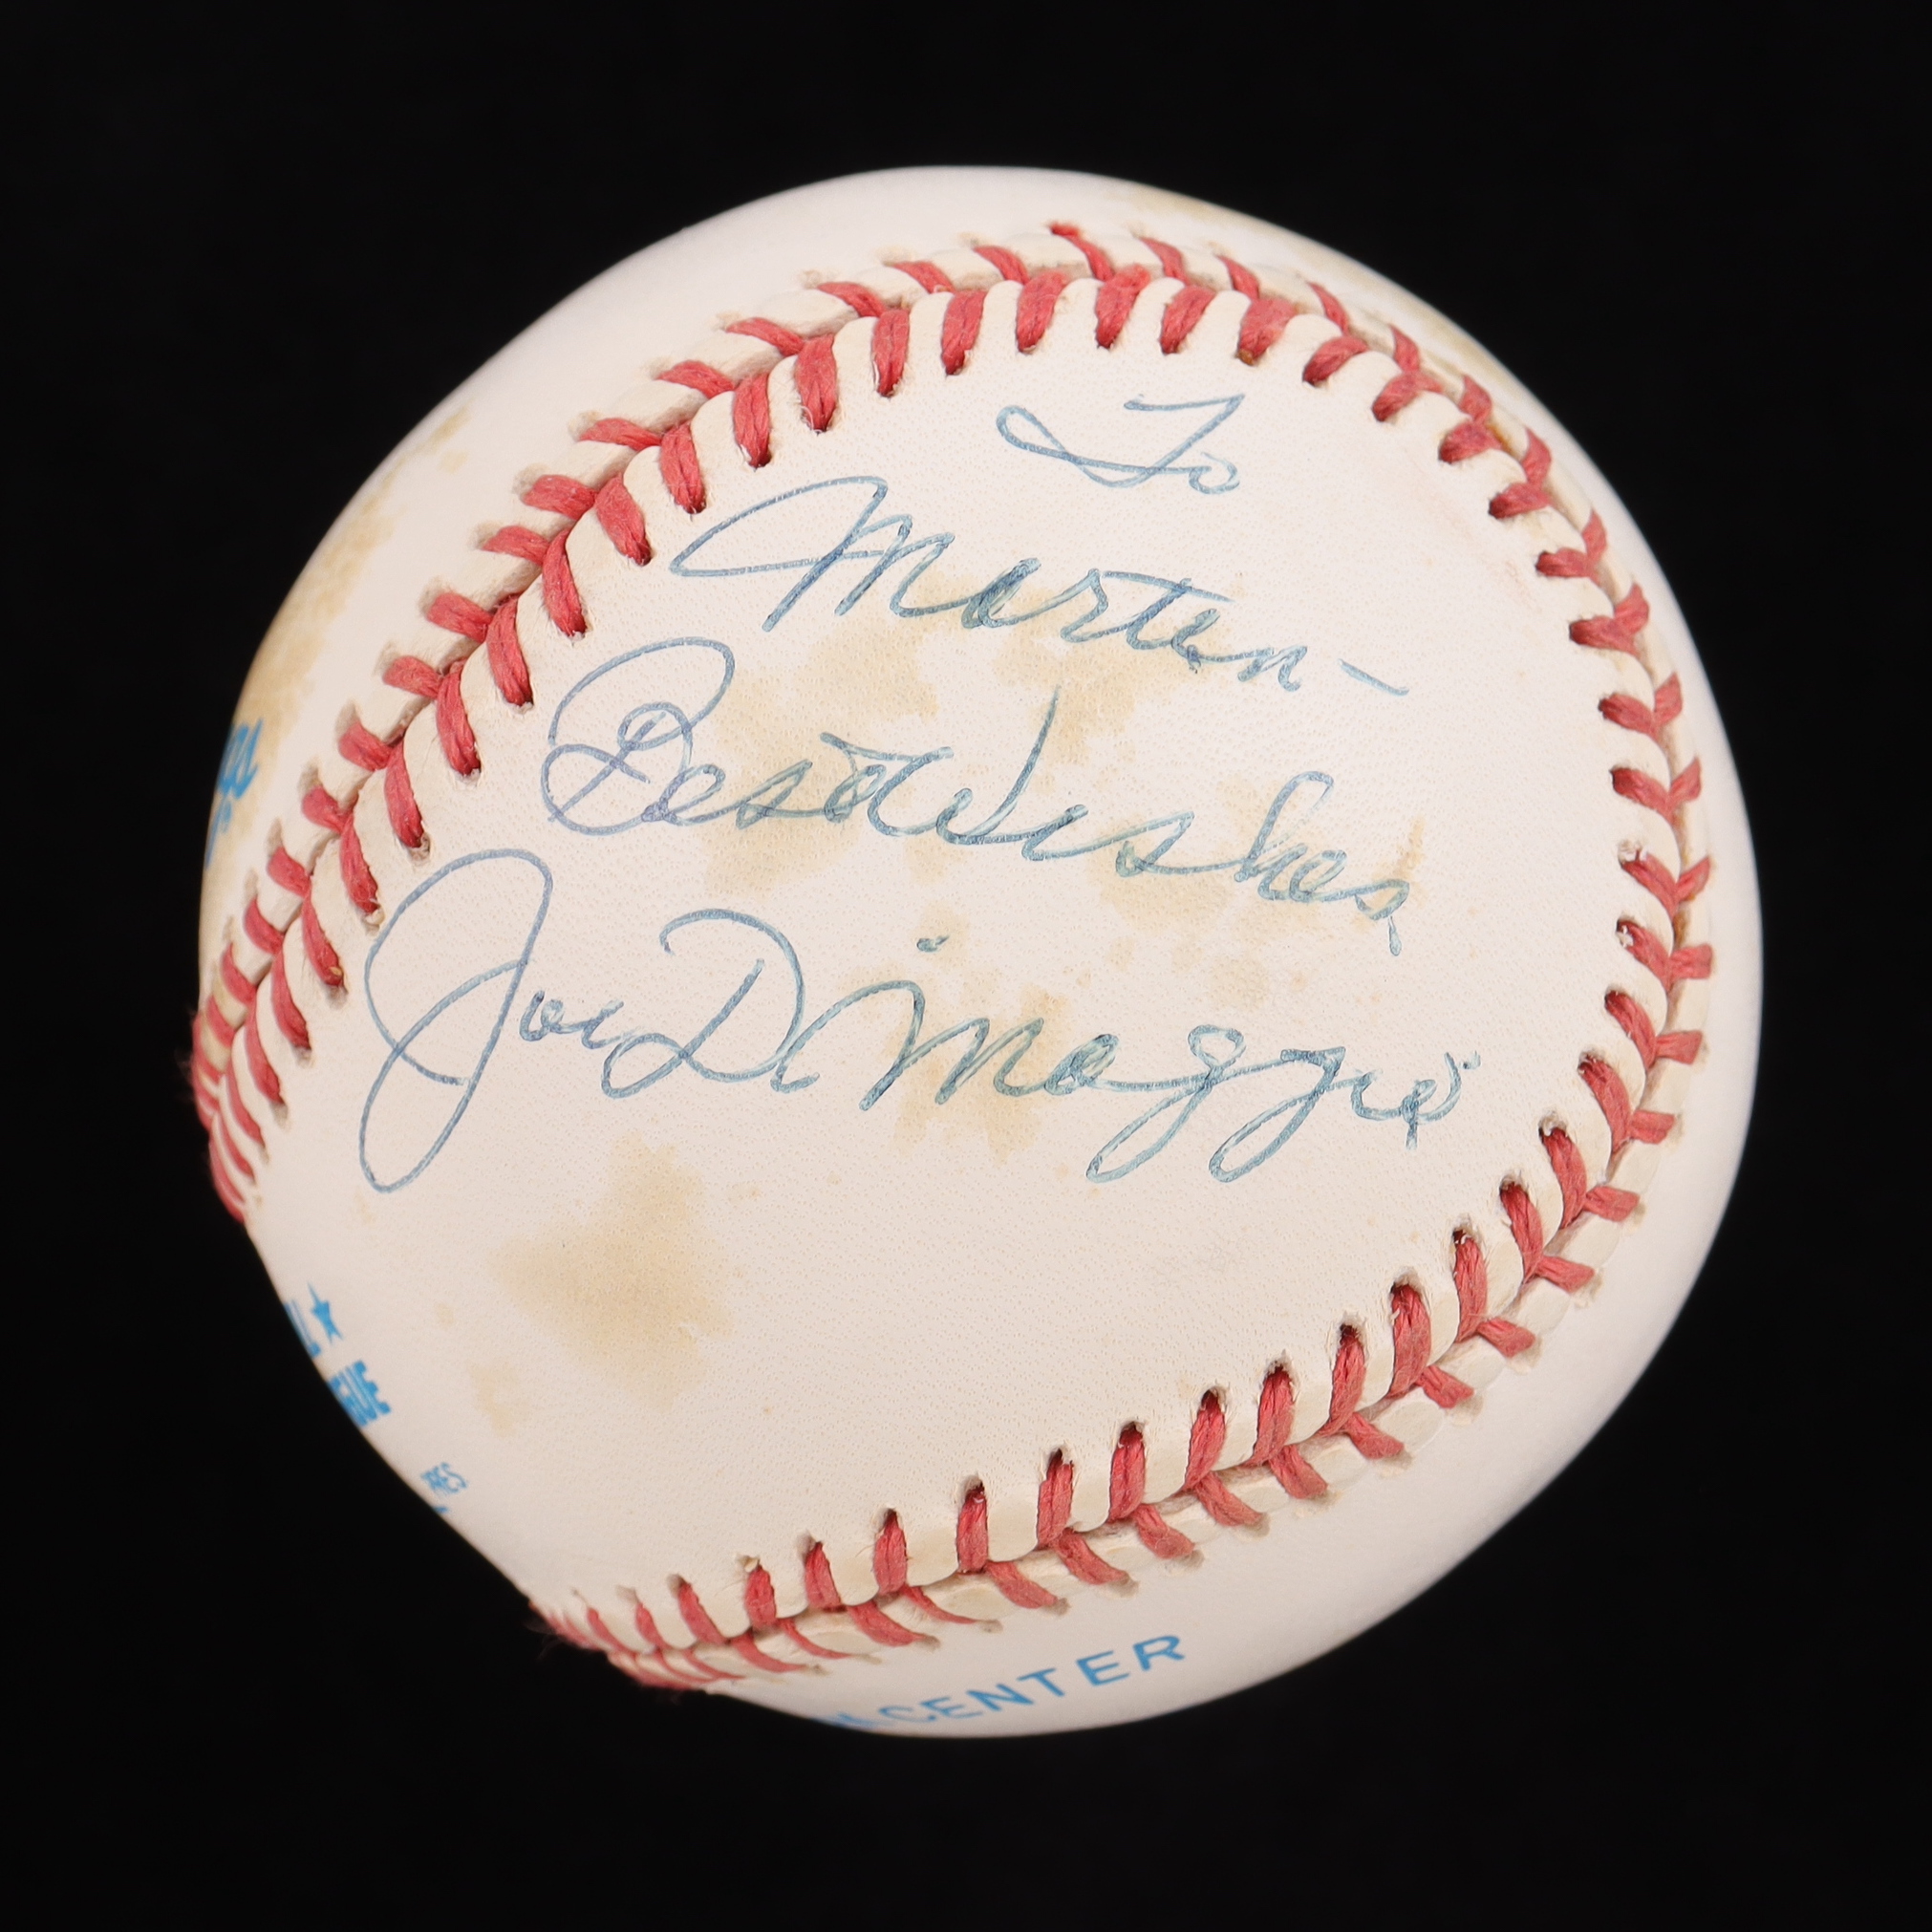 To
Marten-
Best Wishes,
Joe DiMaggio
CENTER